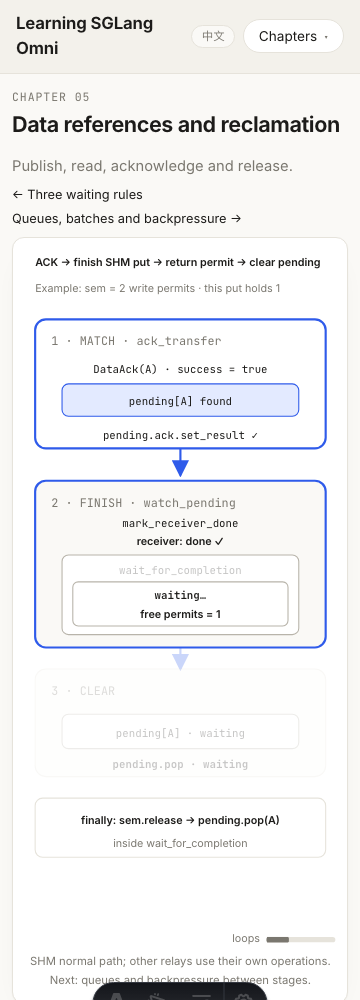 Learning SGLang
Omni
中文
Chapters
CHAPTER 05
Data references and reclamation
Publish, read, acknowledge and release.
← Three waiting rules
Queues, batches and backpressure →
ACK → finish SHM put → return permit → clear pending
Example: sem = 2 write permits · this put holds 1
1 · MATCH · ack_transfer
DataAck(A) · success = true
pending[A] found
pending.ack.set_result ✓
2 · FINISH · watch_pending
mark_receiver_done
receiver: done ✓
wait_for_completion
waiting…
free permits = 1
3 · CLEAR
pending[A] · waiting
pending.pop · waiting
finally: sem.release → pending.pop(A)
inside wait_for_completion
loops
SHM normal path; other relays use their own operations.
Next: queues and backpressure between stages.